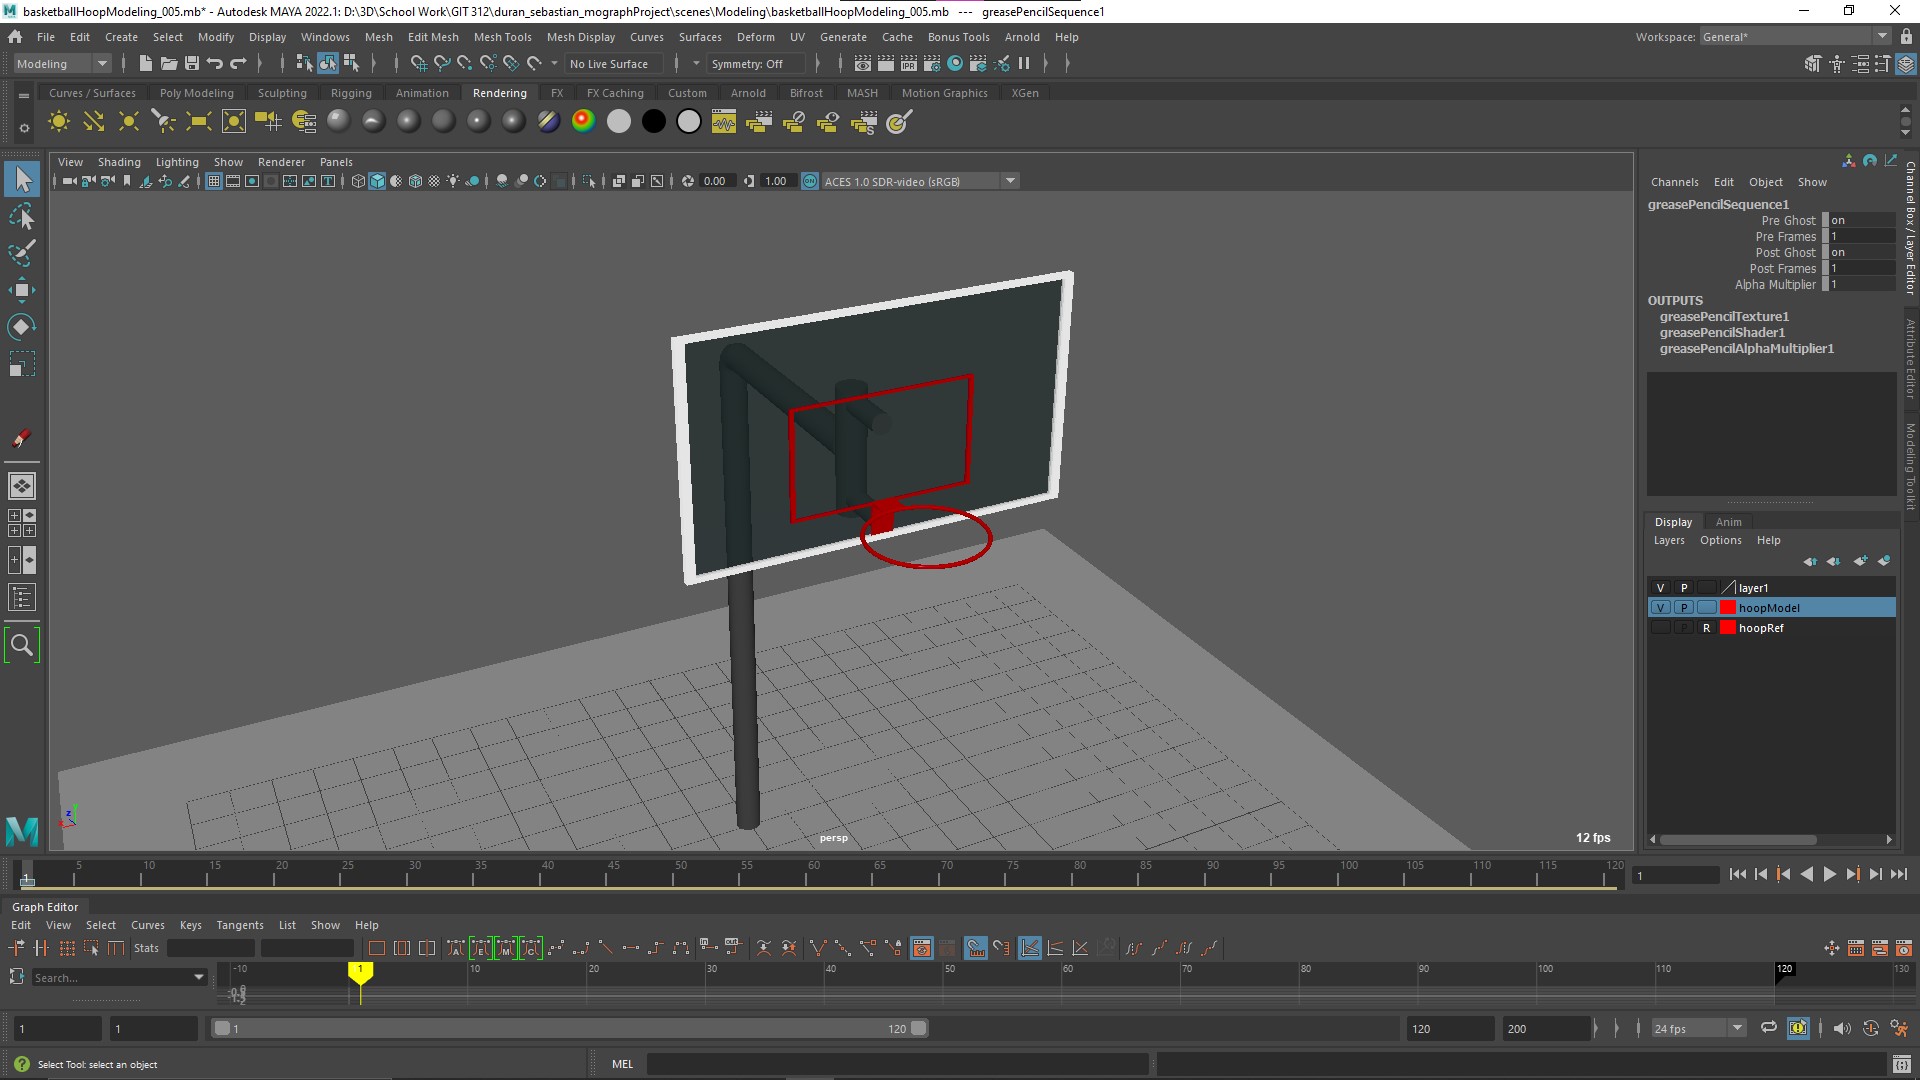 basketballHoopModeling_005.mb* - Autodesk MAYA 2022.1: D:\3D\School Work\GIT 312\duran_sebastian_mographProject\scenes\Modeling\basketballHoopModeling_005.mb --- greasePencilSequence1
File Edit Create Select Modify Display Windows Mesh Edit Mesh Mesh Tools Mesh Display Curves Surfaces Deform UV Generate Cache Bonus Tools Arnold Help Workspace: General*
Modeling No Live Surface Symmetry: Off
Curves / Surfaces Poly Modeling Sculpting Rigging Animation Rendering FX FX Caching Custom Arnold Bifrost MASH Motion Graphics XGen
View Shading Lighting Show Renderer Panels
0.00 1.00 ACES 1.0 SDR-video (sRGB)
persp
12 fps
Channels Edit Object Show
greasePencilSequence1
Pre Ghost on
Pre Frames 1
Post Ghost on
Post Frames 1
Alpha Multiplier 1
OUTPUTS
greasePencilTexture1
greasePencilShader1
greasePencilAlphaMultiplier1
Channel Box / Layer Editor
Attribute Editor
Modeling Toolkit
Display Anim
Layers Options Help
V P layer1
V P hoopModel
P R hoopRef
1 5 10 15 20 25 30 35 40 45 50 55 60 65 70 75 80 85 90 95 100 105 110 115 120 1
Graph Editor
Edit View Select Curves Keys Tangents List Show Help
Stats
Search... -10 1 10 20 30 40 50 60 70 80 90 100 110 120 130
1 1 1 120 120 200 24 fps
Select Tool: select an object MEL